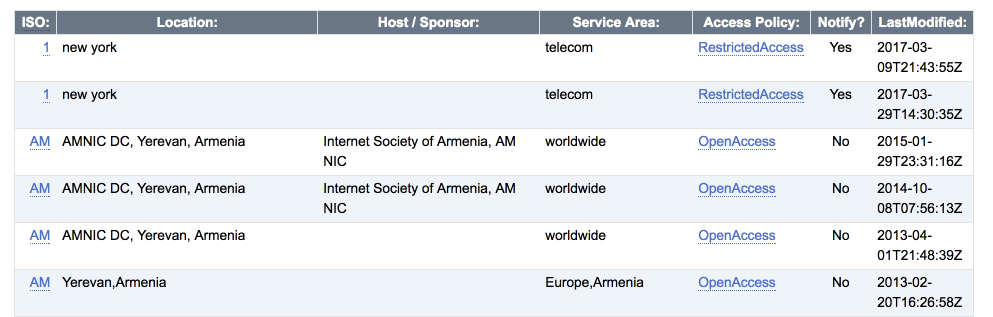 ISO: Location: Host / Sponsor: Service Area: Access Policy: Notify? LastModified:
1 new york telecom RestrictedAccess Yes 2017-03-
09T21:43:55Z
1 new york telecom RestrictedAccess Yes 2017-03-
29T14:30:35Z
AM AMNIC DC, Yerevan, Armenia Internet Society of Armenia, AM worldwide OpenAccess No 2015-01-
NIC 29T23:31:16Z
AM AMNIC DC, Yerevan, Armenia Internet Society of Armenia, AM worldwide OpenAccess No 2014-10-
NIC 08T07:56:13Z
AM AMNIC DC, Yerevan, Armenia worldwide OpenAccess No 2013-04-
01T21:48:39Z
AM Yerevan,Armenia Europe,Armenia OpenAccess No 2013-02-
20T16:26:58Z